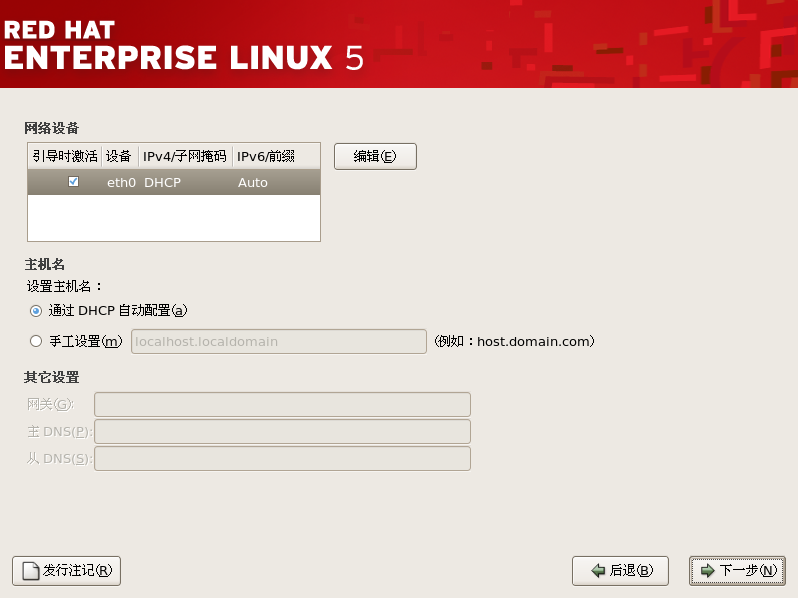 RED HAT
ENTERPRISE LINUX 5
网络设备
引导时激活 设备 IPv4/子网掩码 IPv6/前缀
编辑(E)
eth0 DHCP Auto
主机名
设置主机名：
通过 DHCP 自动配置(a)
手工设置(m) localhost.localdomain (例如：host.domain.com)
其它设置
网关(G):
主 DNS(P):
从 DNS(S):
发行注记(R) 后退(B) 下一步(N)